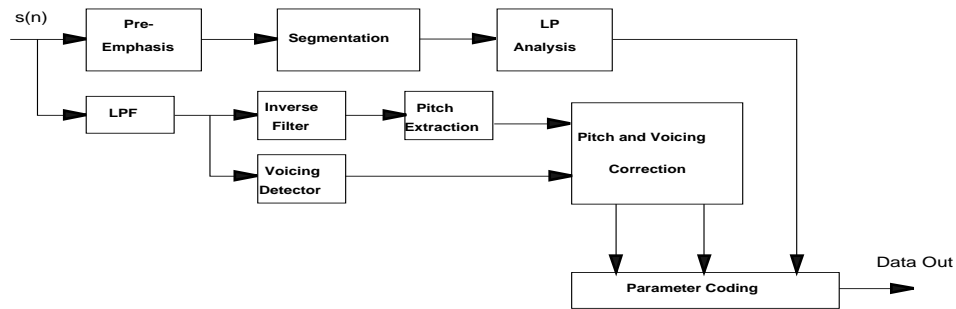 s(n)
Pre-
Emphasis
Segmentation
LP
Analysis
LPF
Inverse
Filter
Pitch
Extraction
Pitch and Voicing
Correction
Voicing
Detector
Data Out
Parameter Coding